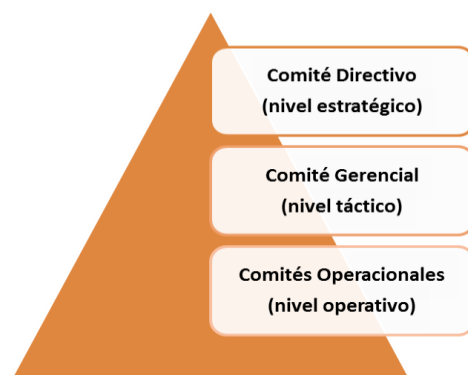 Comité Directivo
(nivel estratégico)
Comité Gerencial
(nivel táctico)
Comités Operacionales
(nivel operativo)